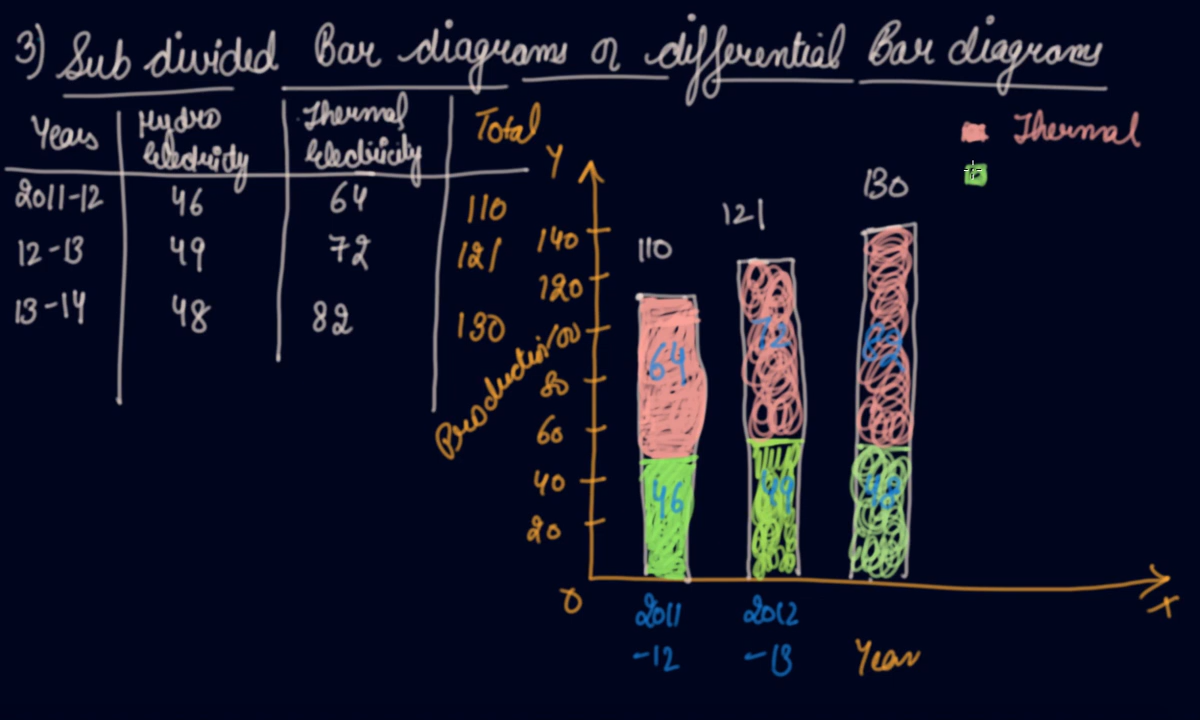 3) Sub divided Bar diagrams or differential Bar diagrams
Years Hydro Electricity Thermal Electricity Total
2011-12 46 64 110
12-13 49 72 121
13-14 48 82 130
Thermal
Y
140
120
100
80
60
40
20
0
Production
110
121
130
64
72
82
46
49
48
X
2011 -12
2012 -13
Year